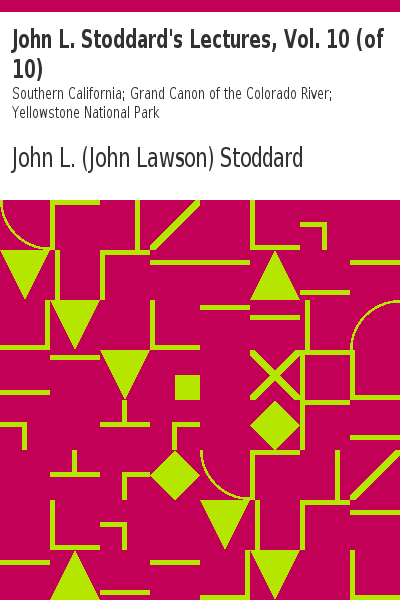 John L. Stoddard's Lectures, Vol. 10 (of
10)
Southern California; Grand Canon of the Colorado River;
Yellowstone National Park
John L. (John Lawson) Stoddard